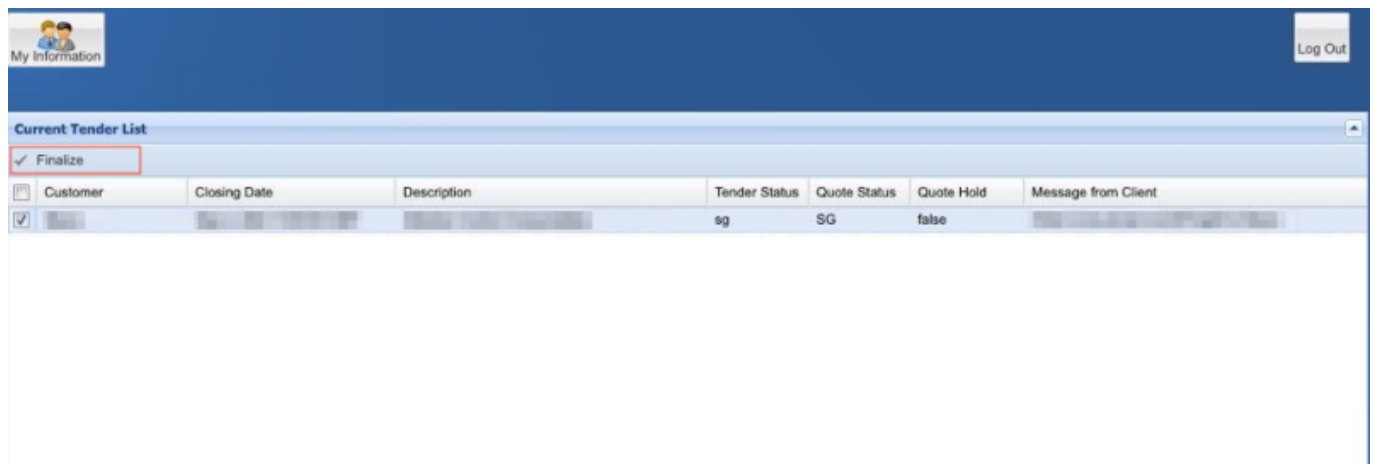 My Information
Log Out
Current Tender List
Finalize
Customer Closing Date Description Tender Status Quote Status Quote Hold Message from Client
sg SG false